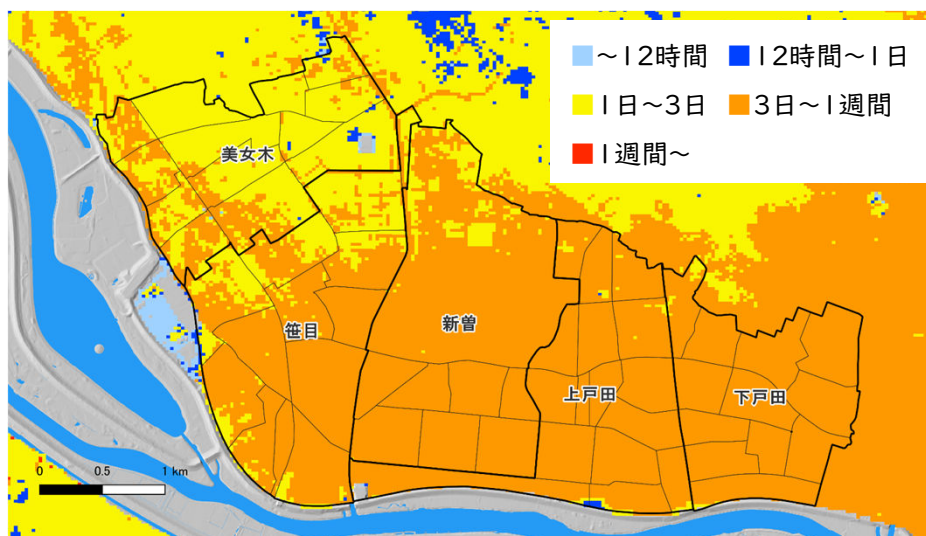 ～12時間 12時間～1日
1日～3日 3日～1週間
1週間～
美女木
笹目
新曽
上戸田
下戸田
0 0.5 1 km